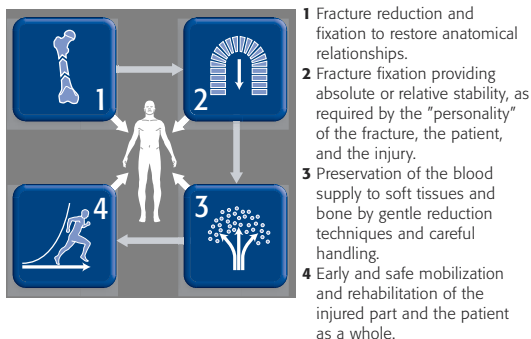 1
2
4
3
1 Fracture reduction and
fixation to restore anatomical
relationships.
2 Fracture fixation providing
absolute or relative stability, as
required by the “personality”
of the fracture, the patient,
and the injury.
3 Preservation of the blood
supply to soft tissues and
bone by gentle reduction
techniques and careful
handling.
4 Early and safe mobilization
and rehabilitation of the
injured part and the patient
as a whole.